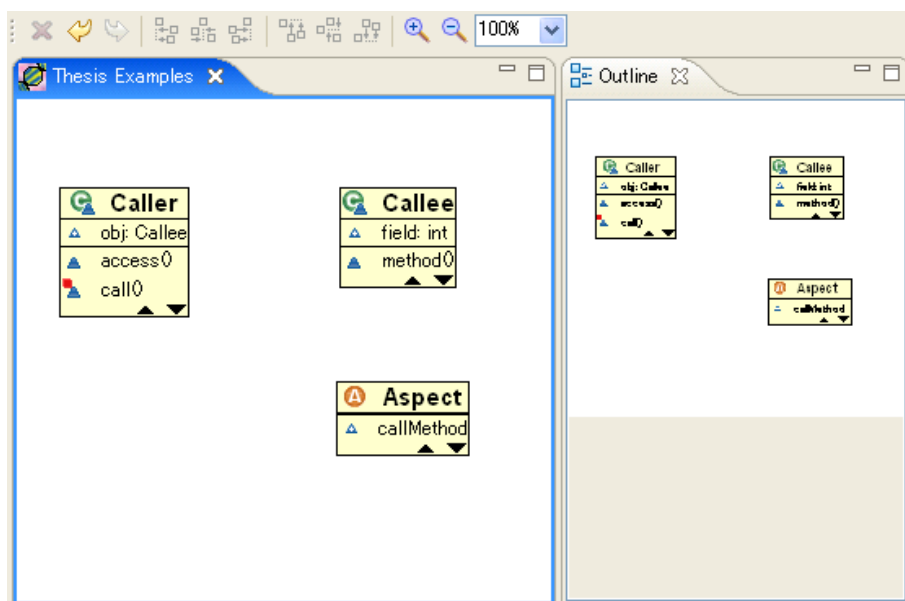 100%
Thesis Examples
Outline
Caller
obj: Callee
access()
call()
Callee
field: int
method()
A Aspect
callMethod
Caller
obj: Callee
access()
call()
Callee
field: int
method()
A Aspect
callMethod